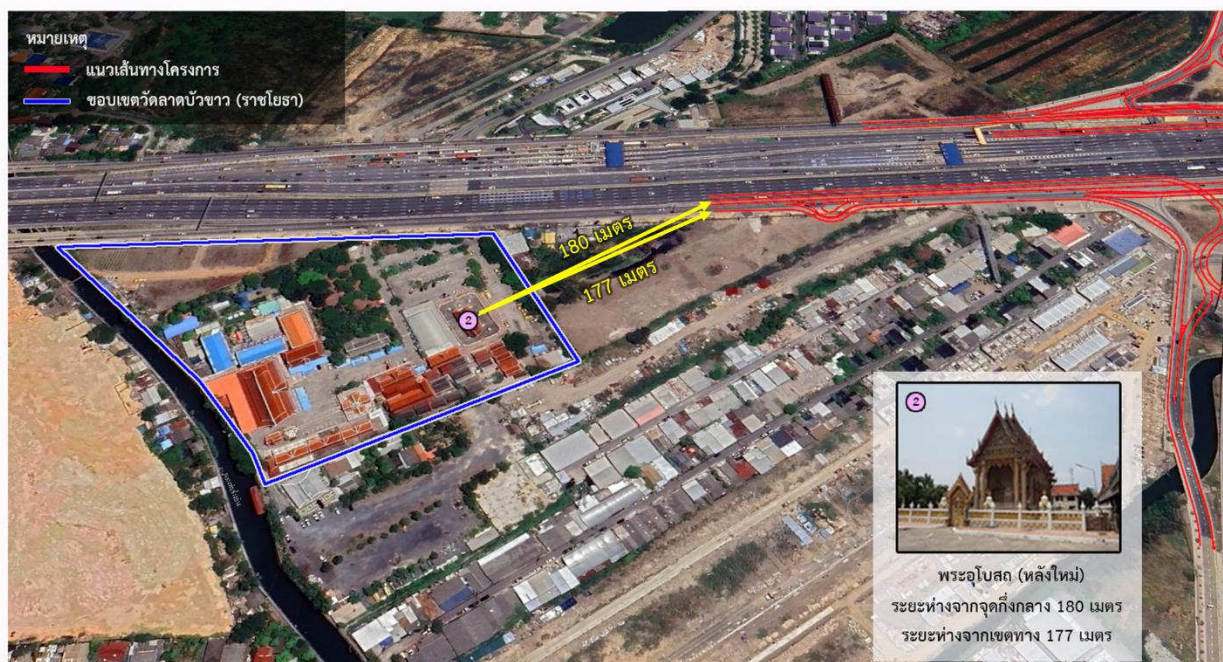 หมายเหตุ
แนวเส้นทางโครงการ
ขอบเขตวัดลาดบัวขาว (ราชโยธา)
180 เมตร
177 เมตร
2
2
พระอุโบสถ (หลังใหม่)
ระยะห่างจากจุดกึ่งกลาง 180 เมตร
ระยะห่างจากเขตทาง 177 เมตร